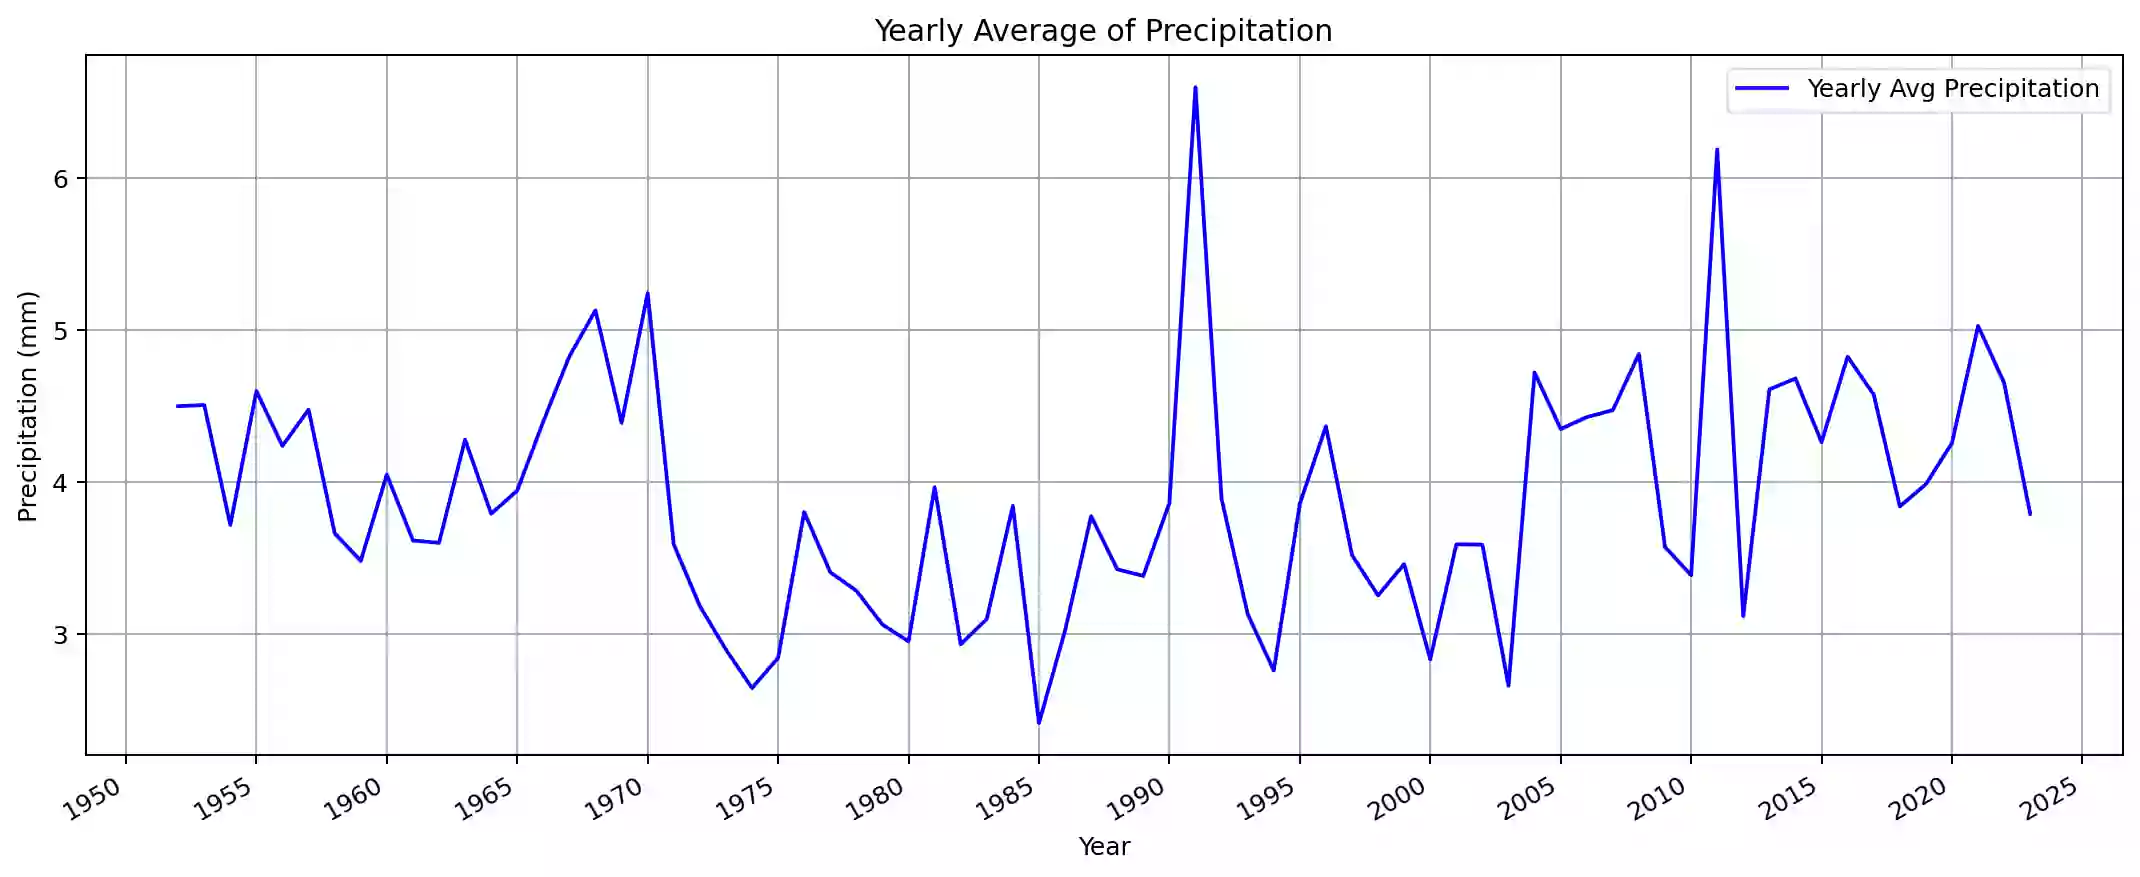 Yearly Average of Precipitation
Yearly Avg Precipitation
Precipitation (mm)
6
5
4
3
1950 1955 1960 1965 1970 1975 1980 1985 1990 1995 2000 2005 2010 2015 2020 2025
Year